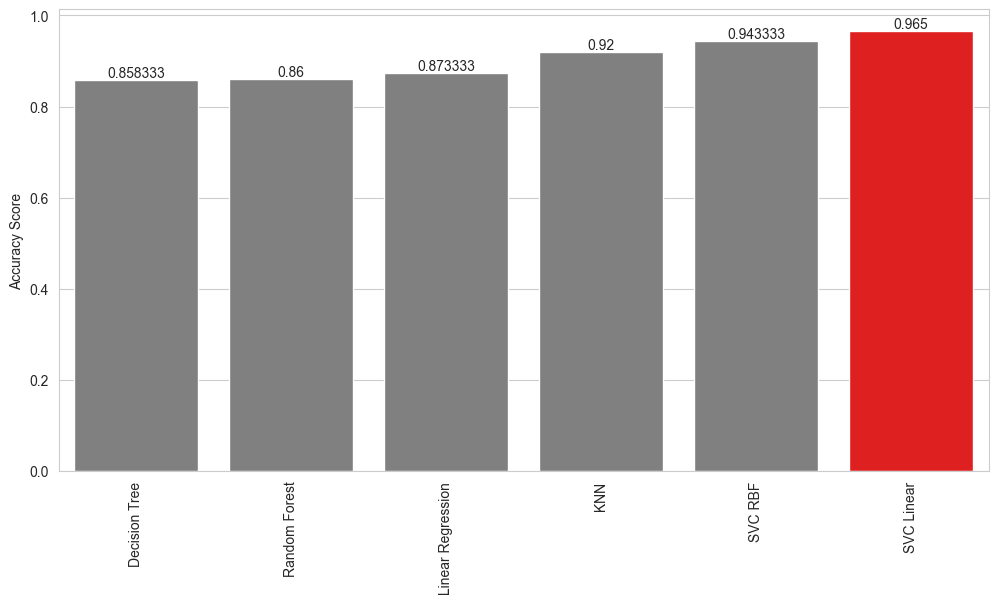 1.0
0.8
0.6
0.4
0.2
0.0
Accuracy Score
0.858333
0.86
0.873333
0.92
0.943333
0.965
Decision Tree
Random Forest
Linear Regression
KNN
SVC RBF
SVC Linear